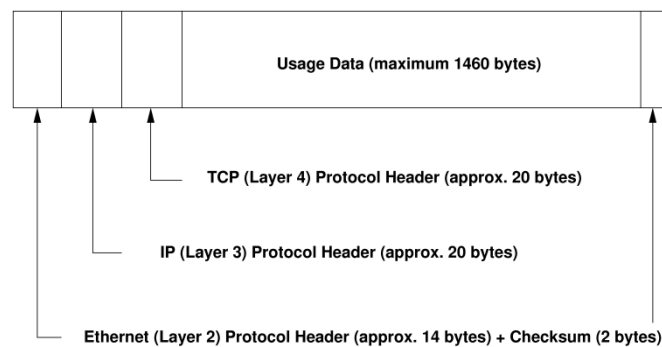 Usage Data (maximum 1460 bytes)
TCP (Layer 4) Protocol Header (approx. 20 bytes)
IP (Layer 3) Protocol Header (approx. 20 bytes)
Ethernet (Layer 2) Protocol Header (approx. 14 bytes) + Checksum (2 bytes)